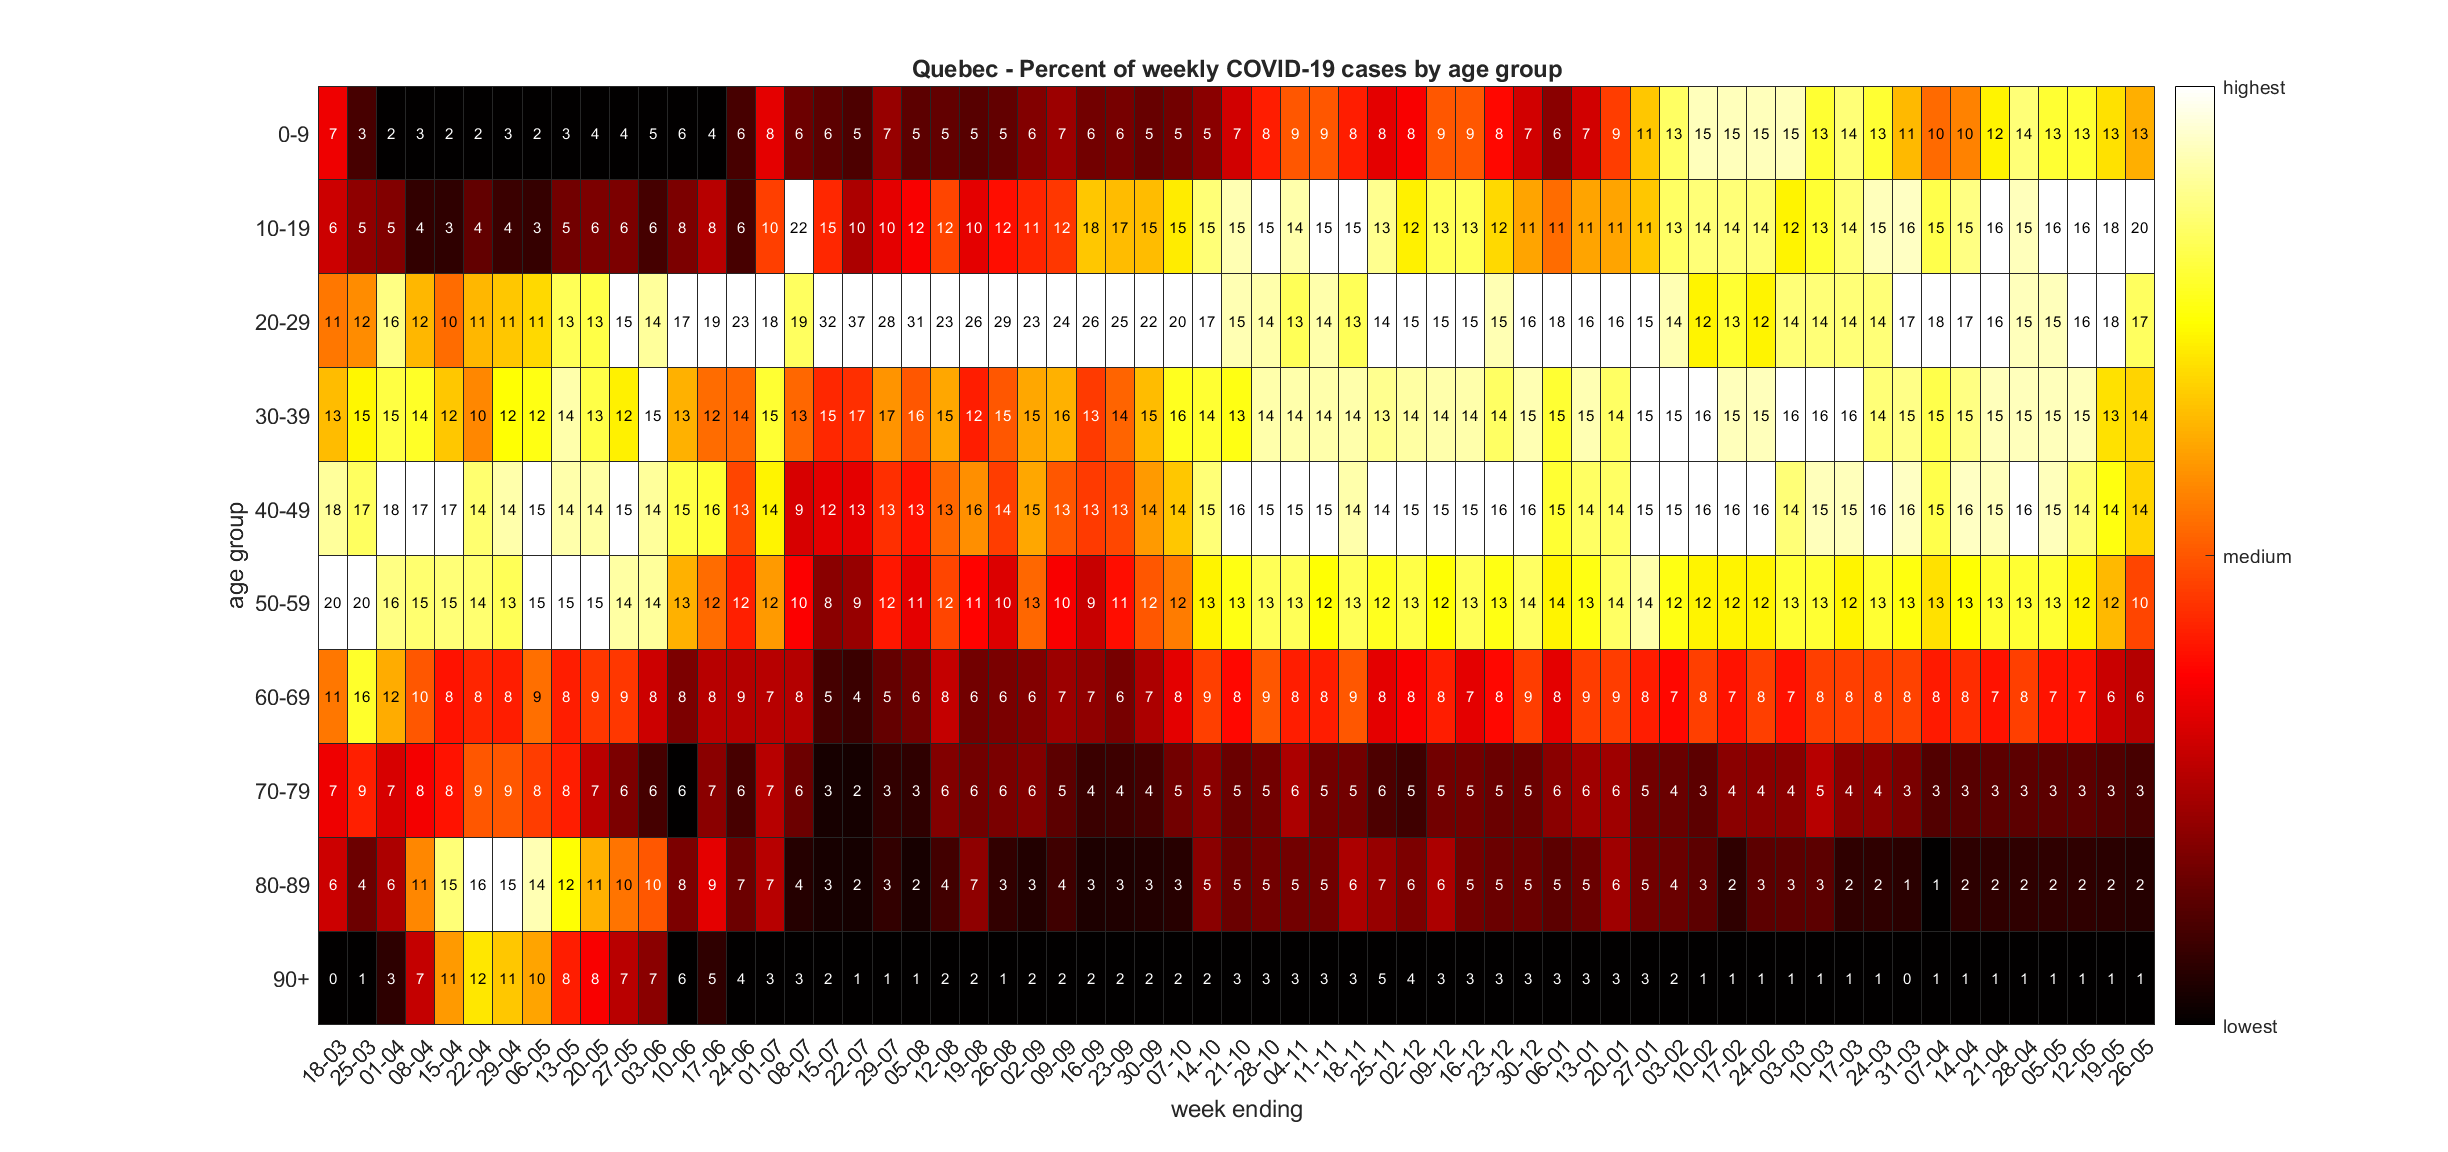 Quebec - Percent of weekly COVID-19 cases by age group
highest
0-9 7 3 2 3 2 2 3 2 3 4 4 5 6 4 6 8 6 6 5 7 5 5 5 5 6 7 6 6 5 5 5 7 8 9 9 8 8 8 9 9 8 7 6 7 9 11 13 15 15 15 15 13 14 13 11 10 10 12 14 13 13 13 13
10-19 6 5 5 4 3 4 4 3 5 6 6 6 8 8 6 10 22 15 10 10 12 12 10 12 11 12 18 17 15 15 15 15 15 14 15 15 13 12 13 13 12 11 11 11 11 11 13 14 14 14 12 13 14 15 16 15 15 16 15 16 16 18 20
20-29 11 12 16 12 10 11 11 11 13 13 15 14 17 19 23 18 19 32 37 28 31 23 26 29 23 24 26 25 22 20 17 15 14 13 14 13 14 15 15 15 15 16 18 16 16 15 14 12 13 12 14 14 14 14 17 18 17 16 15 15 16 18 17
30-39 13 15 15 14 12 10 12 12 14 13 12 15 13 12 14 15 13 15 17 17 16 15 12 15 15 16 13 14 15 16 14 13 14 14 14 14 13 14 14 14 14 15 15 15 14 15 15 16 15 15 16 16 16 14 15 15 15 15 15 15 15 13 14
40-49 18 17 18 17 17 14 14 15 14 14 15 14 15 16 13 14 9 12 13 13 13 13 16 14 15 13 13 13 14 14 15 16 15 15 15 14 14 15 15 15 16 16 15 14 14 15 15 16 16 16 14 15 15 16 16 15 16 15 16 15 14 14 14
age group
medium
50-59 20 20 16 15 15 14 13 15 15 15 14 14 13 12 12 12 10 8 9 12 11 12 11 10 13 10 9 11 12 12 13 13 13 13 12 13 12 13 12 13 13 14 14 13 14 14 12 12 12 12 13 13 12 13 13 13 13 13 13 13 12 12 10
60-69 11 16 12 10 8 8 8 9 8 9 9 8 8 8 9 7 8 5 4 5 6 8 6 6 6 7 7 6 7 8 9 8 9 8 8 9 8 8 8 7 8 9 8 9 9 8 7 8 7 8 7 8 8 8 8 8 8 7 8 7 7 6 6
70-79 7 9 7 8 8 9 9 8 8 7 6 6 6 7 6 7 6 3 2 3 3 6 6 6 6 5 4 4 4 5 5 5 5 6 5 5 6 5 5 5 5 5 6 6 6 5 4 3 4 4 4 5 4 4 3 3 3 3 3 3 3 3 3
80-89 6 4 6 11 15 16 15 14 12 11 10 10 8 9 7 7 4 3 2 3 2 4 7 3 3 4 3 3 3 3 5 5 5 5 5 6 7 6 6 5 5 5 5 5 6 5 4 3 2 3 3 3 2 2 1 1 2 2 2 2 2 2 2
90+ 0 1 3 7 11 12 11 10 8 8 7 7 6 5 4 3 3 2 1 1 1 2 2 1 2 2 2 2 2 2 2 3 3 3 3 3 5 4 3 3 3 3 3 3 3 3 2 1 1 1 1 1 1 1 0 1 1 1 1 1 1 1 1
lowest
18-03 25-03 01-04 08-04 15-04 22-04 29-04 06-05 13-05 20-05 27-05 03-06 10-06 17-06 24-06 01-07 08-07 15-07 22-07 29-07 05-08 12-08 19-08 26-08 02-09 09-09 16-09 23-09 30-09 07-10 14-10 21-10 28-10 04-11 11-11 18-11 25-11 02-12 09-12 16-12 23-12 30-12 06-01 13-01 20-01 27-01 03-02 10-02 17-02 24-02 03-03 10-03 17-03 24-03 31-03 07-04 14-04 21-04 28-04 05-05 12-05 19-05 26-05
week ending